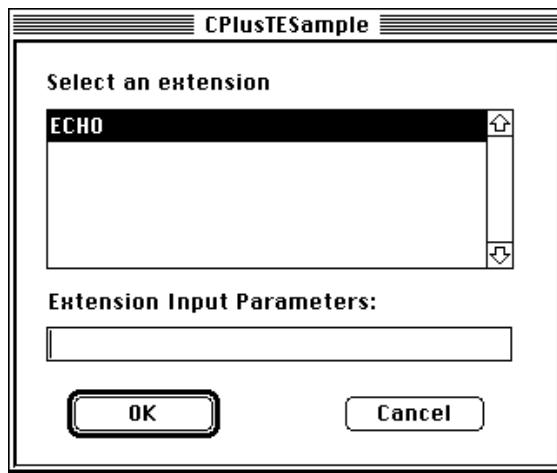 CPlusTESample
Select an extension
ECHO
Extension Input Parameters:
OK
Cancel